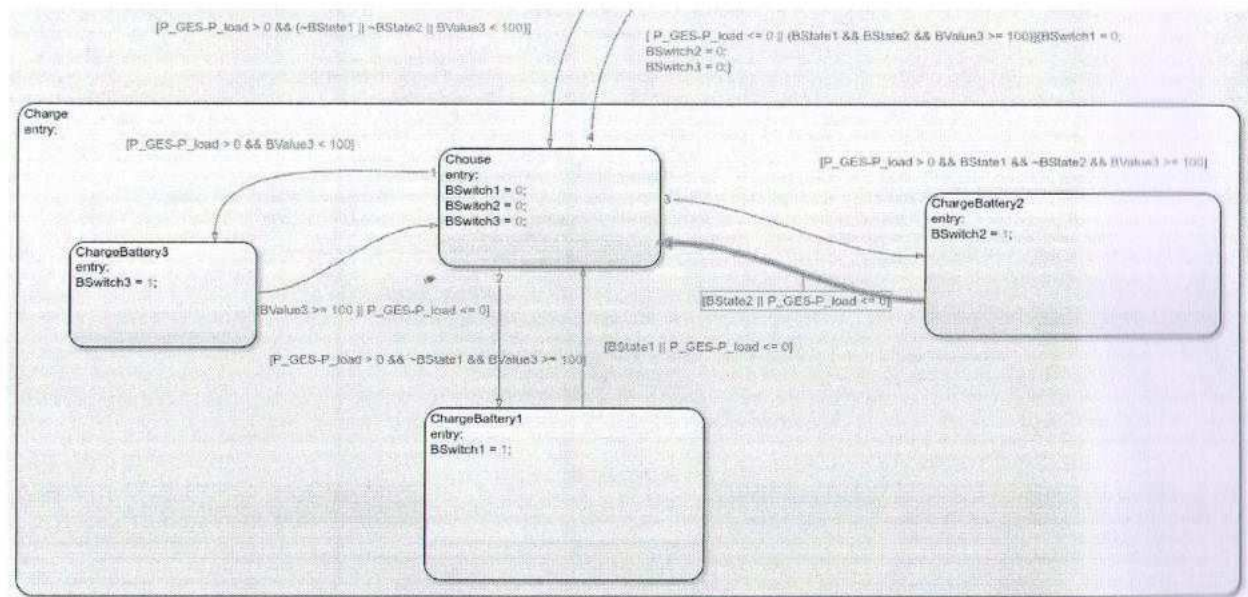 [P_GES-P_load > 0 && (~BState1 || ~BState2 || BValue3 < 100)]
[ P_GES-P_load <= 0 || (BState1 && BState2 && BValue3 >= 100)]{BSwitch1 = 0;
BSwitch2 = 0;
BSwitch3 = 0;}
Charge
entry:
[P_GES-P_load > 0 && BValue3 < 100]
4
Chouse
entry:
BSwitch1 = 0;
BSwitch2 = 0;
BSwitch3 = 0;
1
3
2
[P_GES-P_load > 0 && BState1 && ~BState2 && BValue3 >= 100]
ChargeBattery2
entry:
BSwitch2 = 1;
ChargeBattery3
entry:
BSwitch3 = 1;
[BValue3 >= 100 || P_GES-P_load <= 0]
[BState2 || P_GES-P_load <= 0]
[BState1 || P_GES-P_load <= 0]
[P_GES-P_load > 0 && ~BState1 && BValue3 >= 100]
ChargeBattery1
entry:
BSwitch1 = 1;